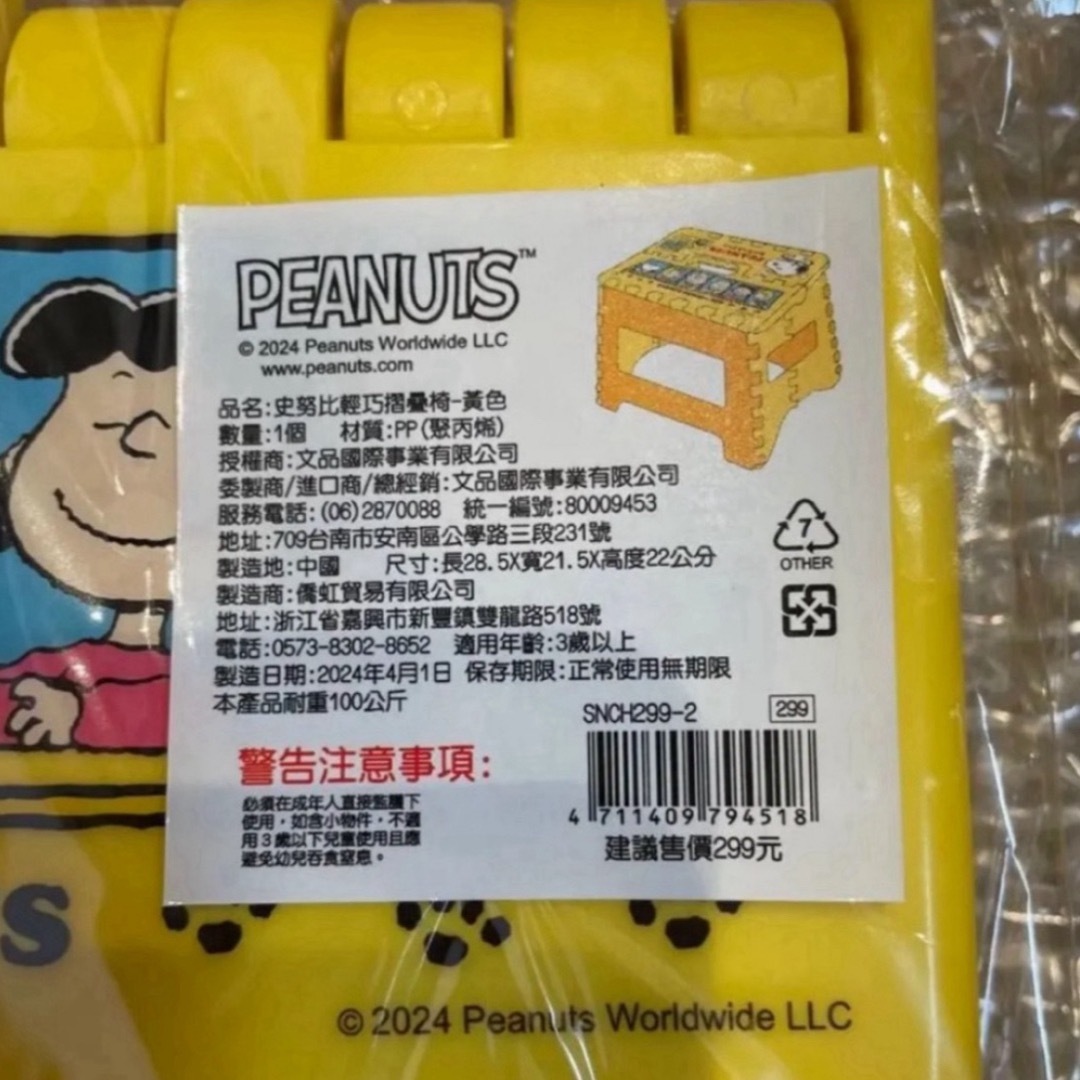 PEANUTS™
© 2024 Peanuts Worldwide LLC
www.peanuts.com
品名:史努比輕巧摺疊椅-黃色
數量:1個 材質:PP(聚丙烯)
授權商:文品國際事業有限公司
委製商/進口商/總經銷:文品國際事業有限公司
服務電話:(06)2870088 統一編號:80009453
地址:709台南市安南區公學路三段231號
製造地:中國 尺寸:長28.5X寬21.5X高度22公分
製造商:僑虹貿易有限公司
地址:浙江省嘉興市新豐鎮雙龍路518號
電話:0573-8302-8652 適用年齡:3歲以上
製造日期:2024年4月1日 保存期限:正常使用無期限
本產品耐重100公斤
7
OTHER
SNCH299-2 299
警告注意事項:
必須在成年人直接監護下
使用,如含小物件,不適
用3歲以下兒童使用且應
避免幼兒吞食窒息。
4 711409 794518
建議售價299元
S
© 2024 Peanuts Worldwide LLC